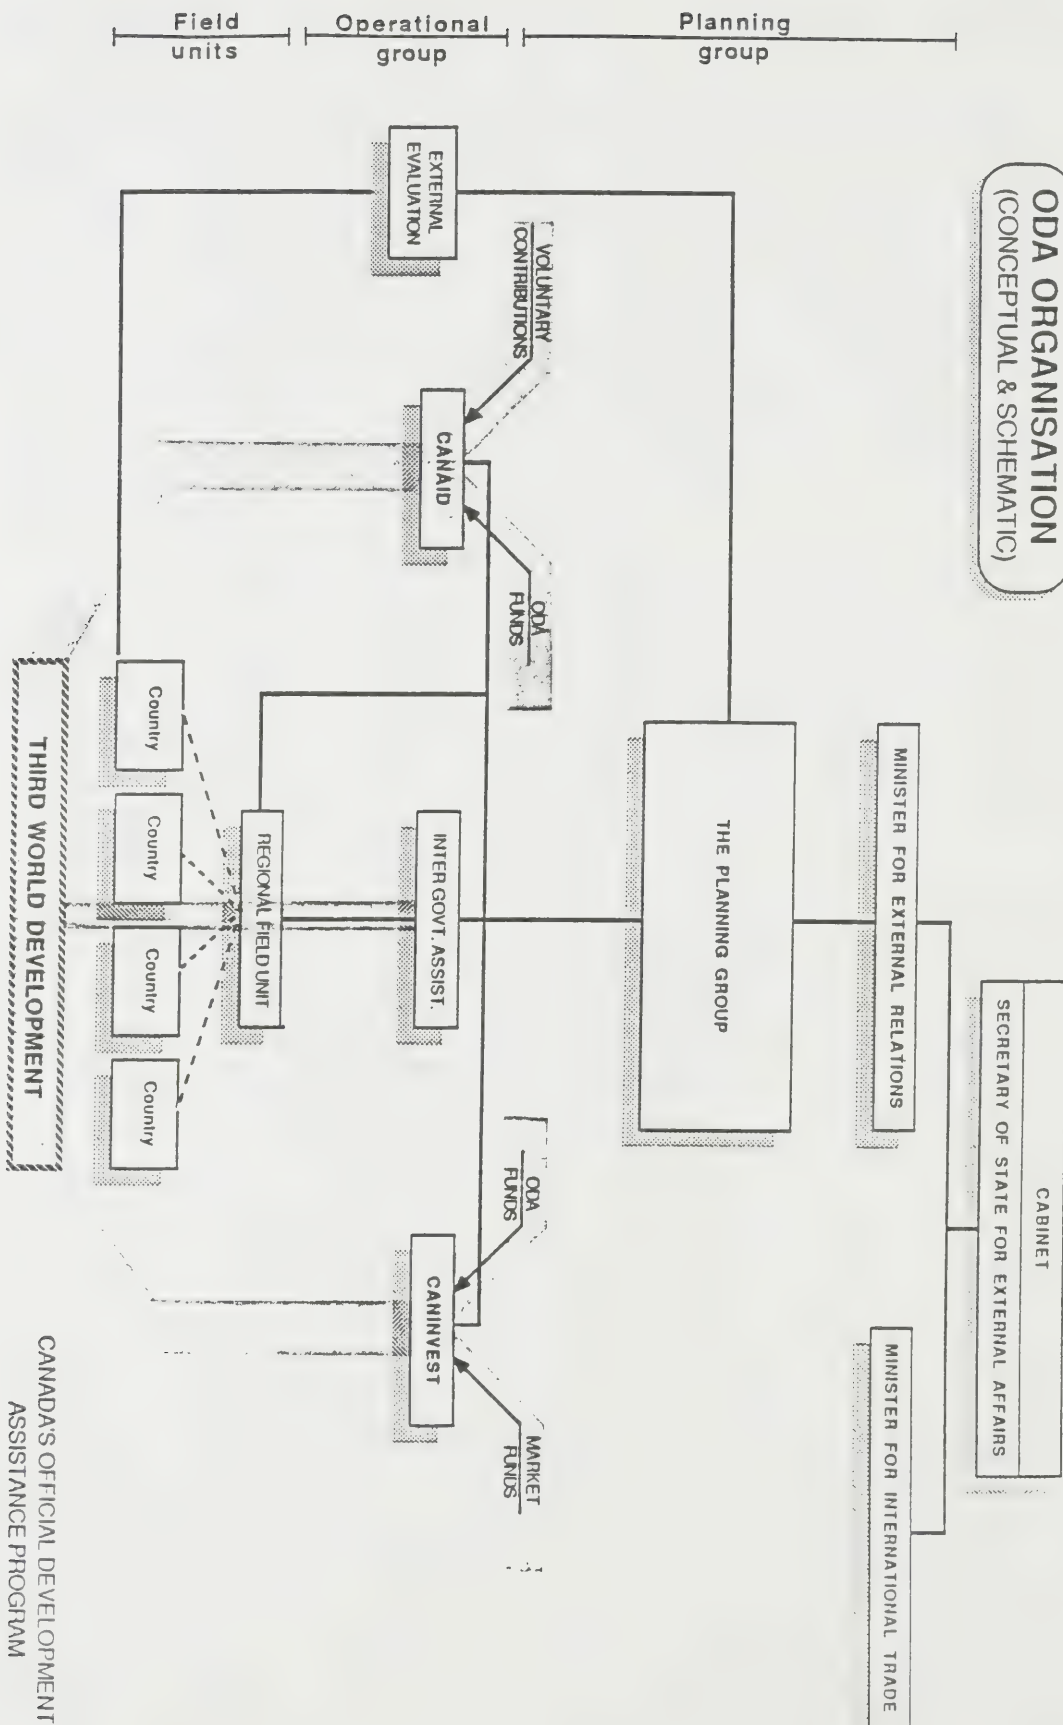 ODA ORGANISATION
(CONCEPTUAL & SCHEMATIC)
CABINET
SECRETARY OF STATE FOR EXTERNAL AFFAIRS
MINISTER FOR EXTERNAL RELATIONS
MINISTER FOR INTERNATIONAL TRADE
Planning
group
THE PLANNING GROUP
Operational
group
VOLUNTARY
CONTRIBUTIONS
ODA
FUNDS
ODA
FUNDS
MARKET
FUNDS
EXTERNAL
EVALUATION
CANAID
INTER GOVT. ASSIST.
CANINVEST
Field
units
REGIONAL FIELD UNIT
Country
Country
Country
Country
THIRD WORLD DEVELOPMENT
CANADA'S OFFICIAL DEVELOPMENT
ASSISTANCE PROGRAM